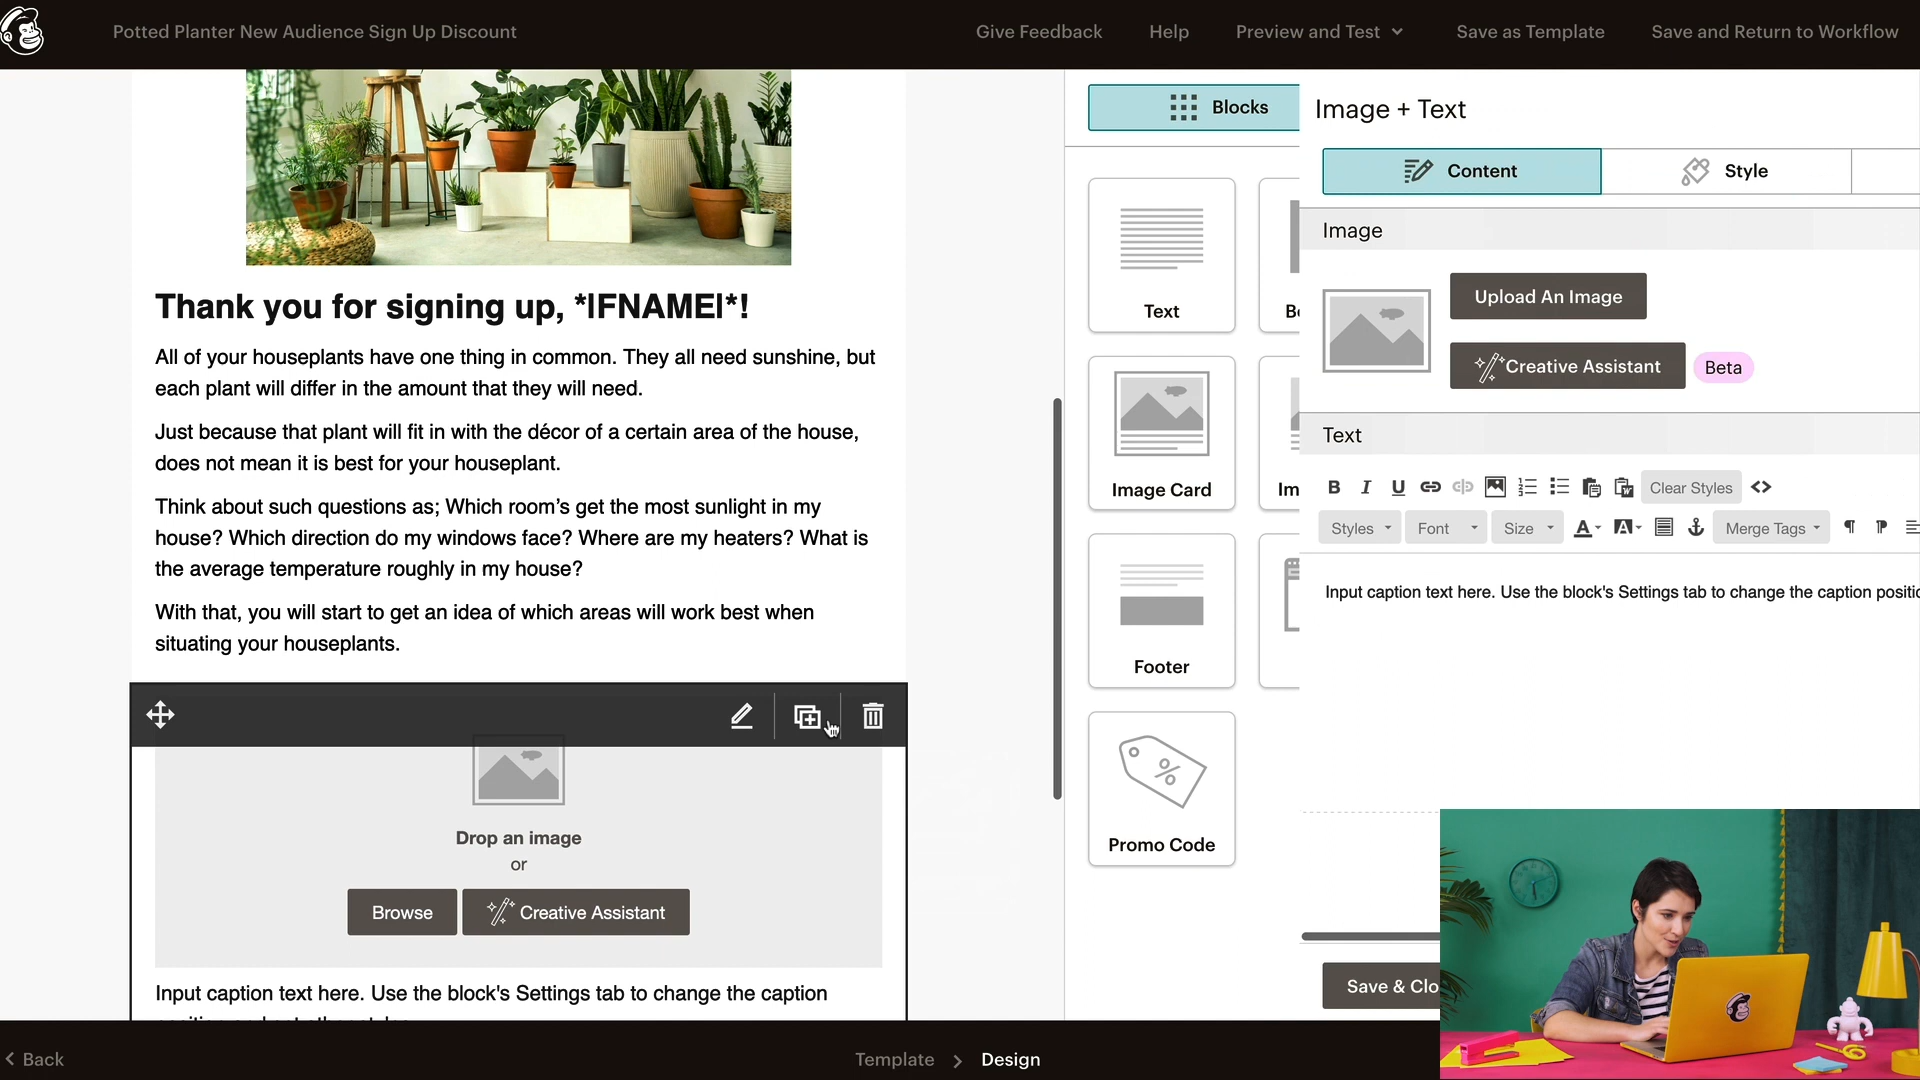 Potted Planter New Audience Sign Up Discount
Give Feedback
Help
Preview and Test
Save as Template
Save and Return to Workflow
Thank you for signing up, *|FNAME|*!
All of your houseplants have one thing in common. They all need sunshine, but
each plant will differ in the amount that they will need.
Just because that plant will fit in with the décor of a certain area of the house,
does not mean it is best for your houseplant.
Think about such questions as; Which room’s get the most sunlight in my
house? Which direction do my windows face? Where are my heaters? What is
the average temperature roughly in my house?
With that, you will start to get an idea of which areas will work best when
situating your houseplants.
Drop an image
or
Browse
Creative Assistant
Input caption text here. Use the block's Settings tab to change the caption
Blocks
Text
Image Card
Footer
Promo Code
Image + Text
Content
Style
Image
Upload An Image
Creative Assistant
Beta
Text
B I U
Clear Styles
Styles
Font
Size
A
A
Merge Tags
Input caption text here. Use the block's Settings tab to change the caption
Save &
Back
Template
Design